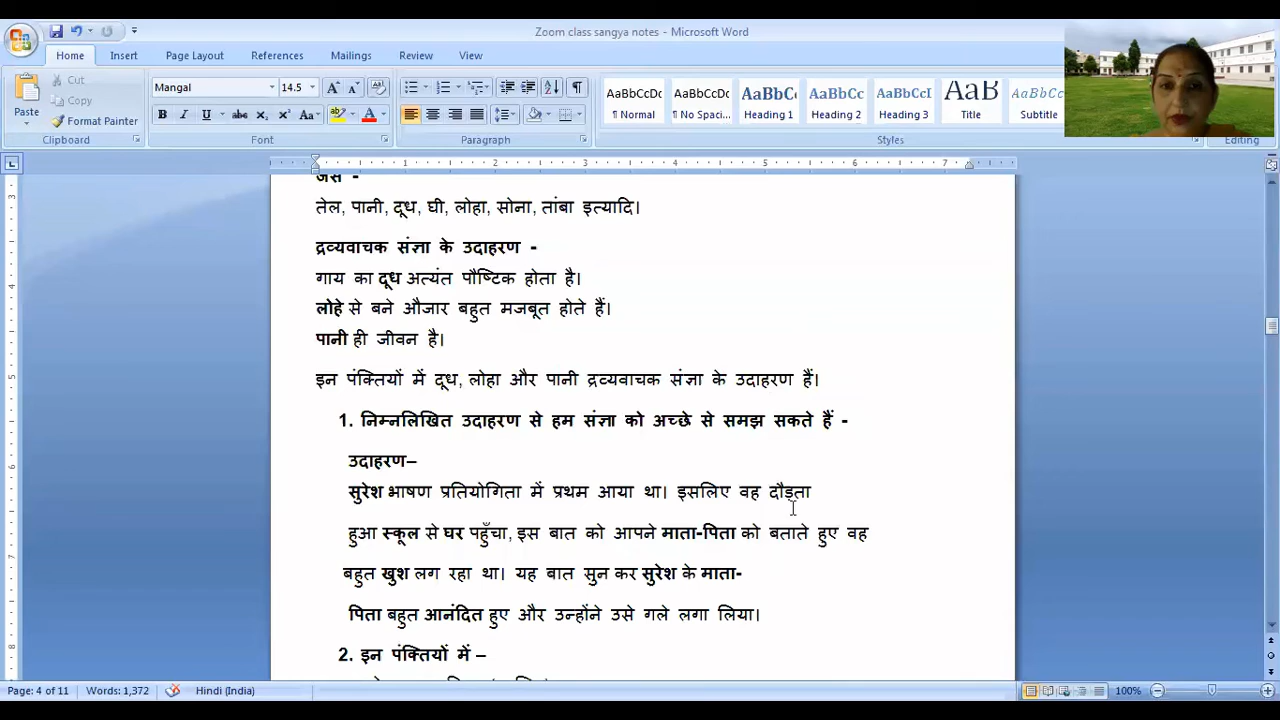 Zoom class sangya notes - Microsoft Word
Home Insert Page Layout References Mailings Review View
Cut
Copy
Format Painter
Paste
Clipboard
Mangal 14.5
Font
Paragraph
AaBbCcDc AaBbCcDc AaBbC AaBbCc AaBbCcI AaB AaBbCcI
¶ Normal ¶ No Spaci... Heading 1 Heading 2 Heading 3 Title Subtitle
Styles
Editing
जैसे -
तेल, पानी, दूध, घी, लोहा, सोना, तांबा इत्यादि।
द्रव्यवाचक संज्ञा के उदाहरण -
गाय का दूध अत्यंत पौष्टिक होता है।
लोहे से बने औजार बहुत मजबूत होते हैं।
पानी ही जीवन है।
इन पंक्तियों में दूध, लोहा और पानी द्रव्यवाचक संज्ञा के उदाहरण हैं।
1. निम्नलिखित उदाहरण से हम संज्ञा को अच्छे से समझ सकते हैं -
उदाहरण–
सुरेश भाषण प्रतियोगिता में प्रथम आया था। इसलिए वह दौड़ता
हुआ स्कूल से घर पहुँचा, इस बात को आपने माता-पिता को बताते हुए वह
बहुत खुश लग रहा था। यह बात सुन कर सुरेश के माता-
पिता बहुत आनंदित हुए और उन्होंने उसे गले लगा लिया।
2. इन पंक्तियों में –
Page: 4 of 11 Words: 1,372 Hindi (India) 100%